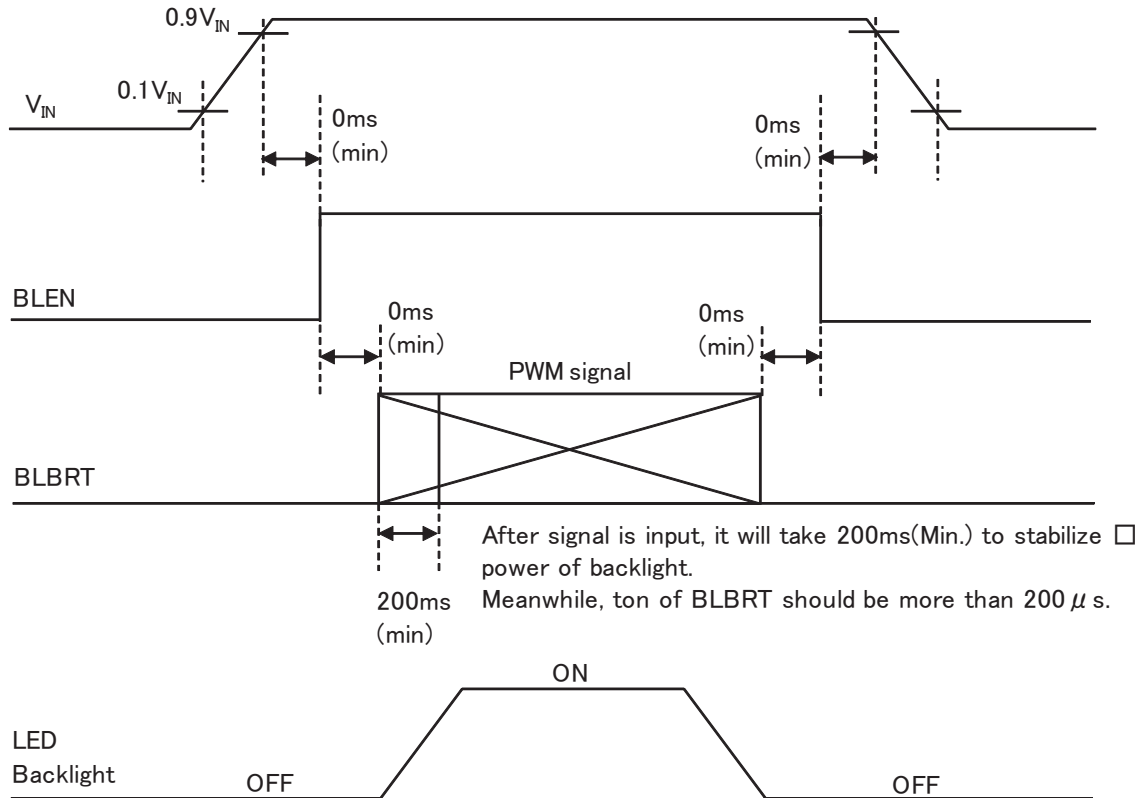 0.9VIN
0.1VIN
VIN
0ms
(min)
0ms
(min)
BLEN
0ms
(min)
0ms
(min)
PWM signal
BLBRT
After signal is input, it will take 200ms(Min.) to stabilize □
power of backlight.
200ms
(min)
Meanwhile, ton of BLBRT should be more than 200 μ s.
ON
LED
Backlight
OFF
OFF